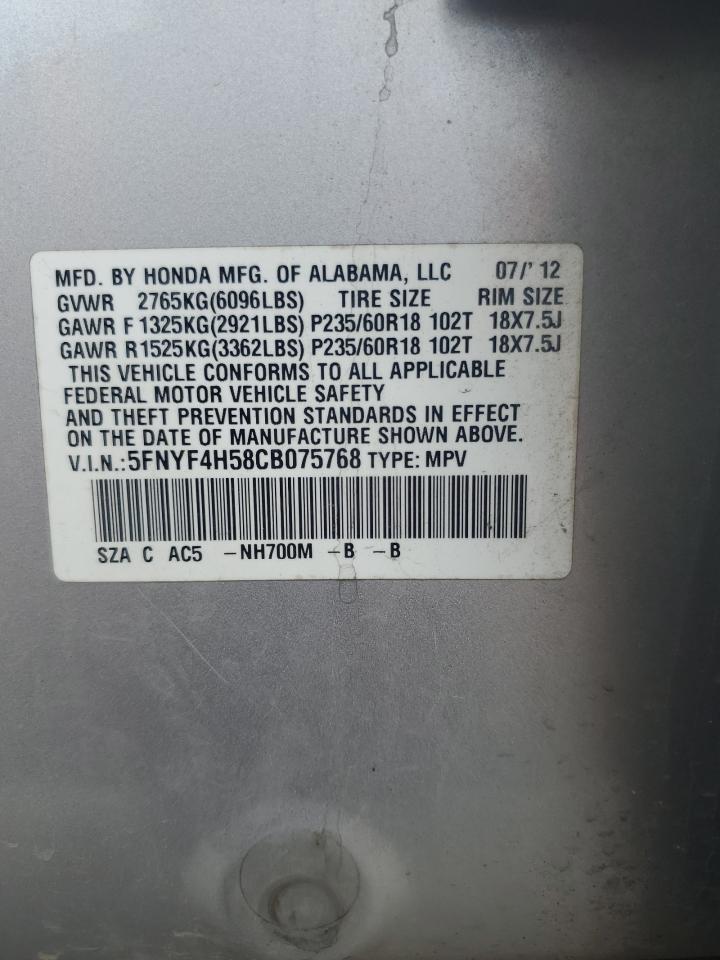 MFD. BY HONDA MFG. OF ALABAMA, LLC 07/'12
GVWR 2765KG(6096LBS) TIRE SIZE RIM SIZE
GAWR F 1325KG(2921LBS) P235/60R18 102T 18X7.5J
GAWR R1525KG(3362LBS) P235/60R18 102T 18X7.5J
THIS VEHICLE CONFORMS TO ALL APPLICABLE
FEDERAL MOTOR VEHICLE SAFETY
AND THEFT PREVENTION STANDARDS IN EFFECT
ON THE DATE OF MANUFACTURE SHOWN ABOVE.
V.I.N.:5FNYF4H58CB075768 TYPE: MPV
SZA C AC5 -NH700M -B -B